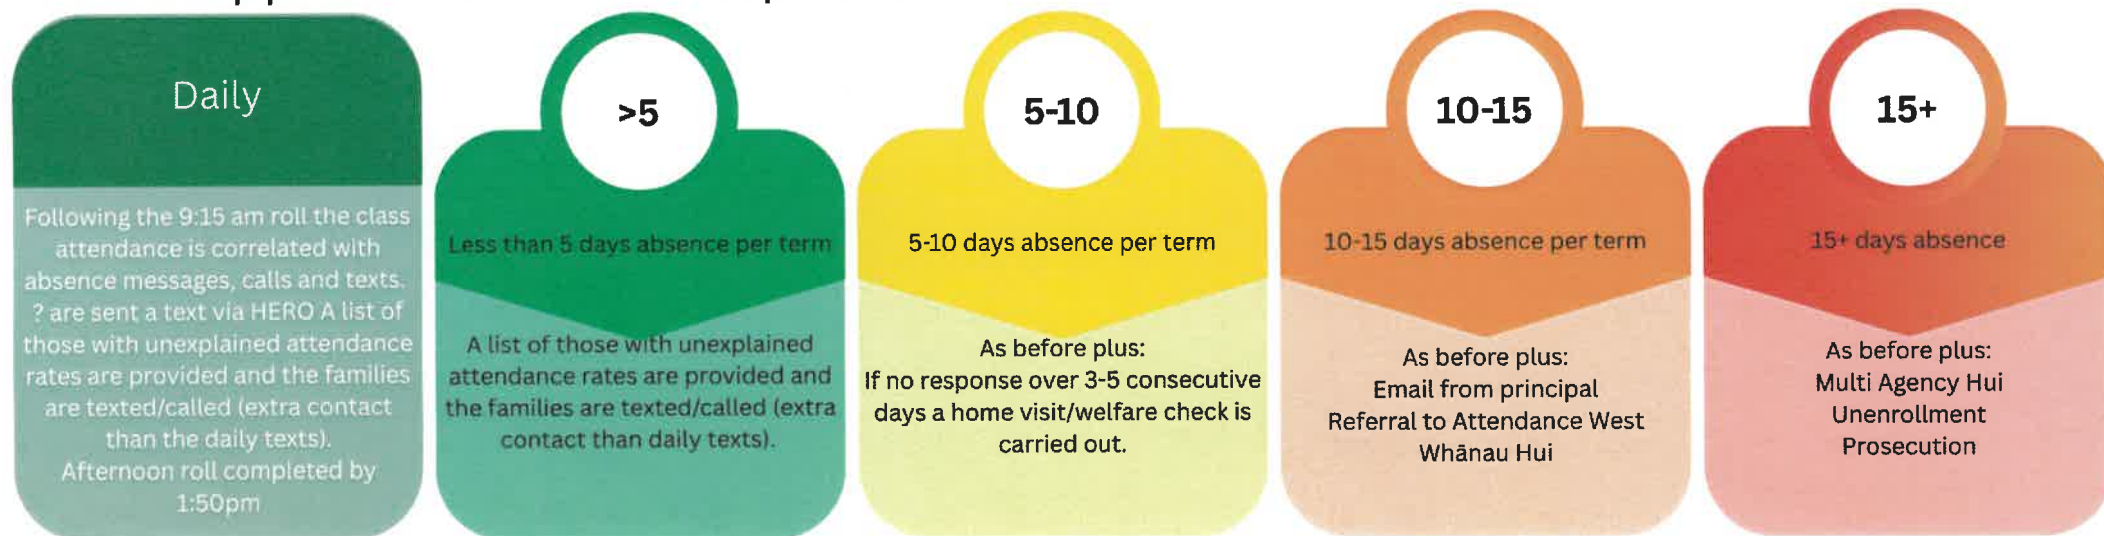 Daily
Following the 9:15 am roll the class
attendance is correlated with
absence messages, calls and texts.
? are sent a text via HERO A list of
those with unexplained attendance
rates are provided and the families
are texted/called (extra contact
than the daily texts).
Afternoon roll completed by
1:50pm
>5
Less than 5 days absence per term
A list of those with unexplained
attendance rates are provided and
the families are texted/called (extra
contact than daily texts).
5-10
5-10 days absence per term
As before plus:
If no response over 3-5 consecutive
days a home visit/welfare check is
carried out.
10-15
10-15 days absence per term
As before plus:
Email from principal
Referral to Attendance West
Whānau Hui
15+
15+ days absence
As before plus:
Multi Agency Hui
Unenrollment
Prosecution